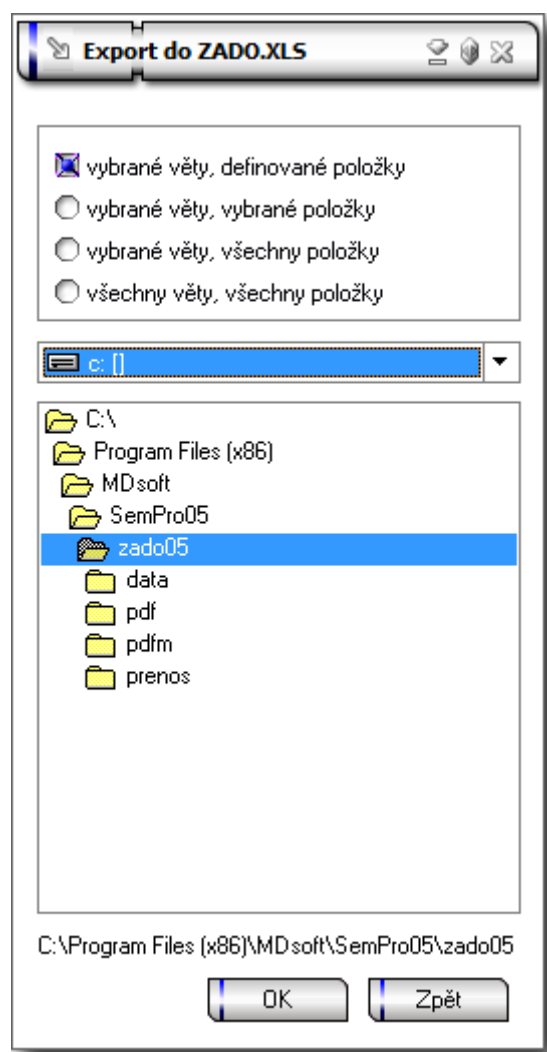 Export do ZADO.XLS
vybrané věty, definované položky
vybrané věty, vybrané položky
vybrané věty, všechny položky
všechny věty, všechny položky
c: []
C:\
Program Files (x86)
MDsoft
SemPro05
zado05
data
pdf
pdfm
prenos
C:\Program Files (x86)\MDsoft\SemPro05\zado05
OK
Zpět